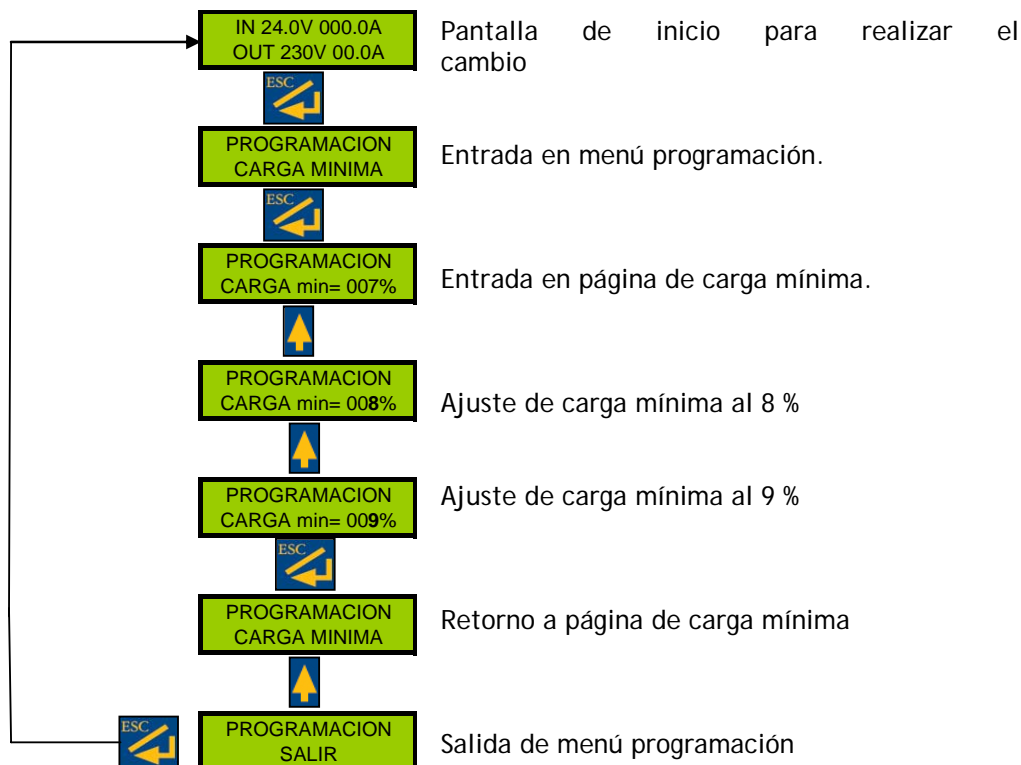 IN 24.0V 000.0A
OUT 230V 00.0A
Pantalla de inicio para realizar el
cambio
ESC
PROGRAMACION
CARGA MINIMA
Entrada en menú programación.
ESC
PROGRAMACION
CARGA min= 007%
Entrada en página de carga mínima.
PROGRAMACION
CARGA min= 008%
Ajuste de carga mínima al 8 %
PROGRAMACION
CARGA min= 009%
Ajuste de carga mínima al 9 %
ESC
PROGRAMACION
CARGA MINIMA
Retorno a página de carga mínima
ESC
PROGRAMACION
SALIR
Salida de menú programación